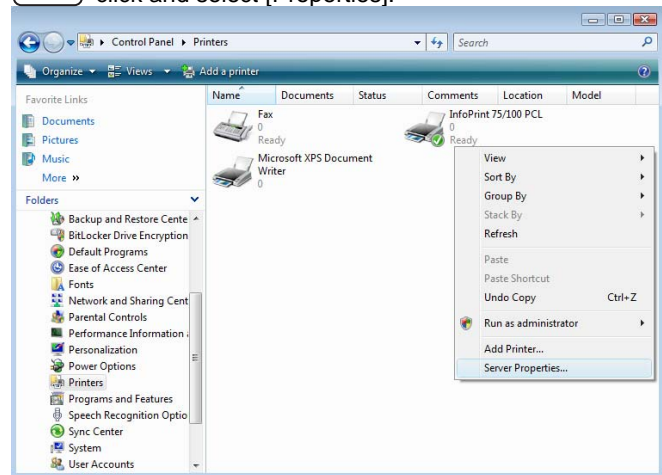 click and select [Properties].
Control Panel ▸ Printers
Search
Organize
Views
Add a printer
Favorite Links
Documents
Pictures
Music
More »
Folders
Backup and Restore Cente
BitLocker Drive Encryption
Default Programs
Ease of Access Center
Fonts
Network and Sharing Cent
Parental Controls
Performance Information
Personalization
Power Options
Printers
Programs and Features
Speech Recognition Optio
Sync Center
System
User Accounts
Name Documents Status Comments Location Model
Fax
0
Ready
InfoPrint 75/100 PCL
0
Ready
Microsoft XPS Document
Writer
0
View
Sort By
Group By
Stack By
Refresh
Paste
Paste Shortcut
Undo Copy Ctrl+Z
Run as administrator
Add Printer...
Server Properties...